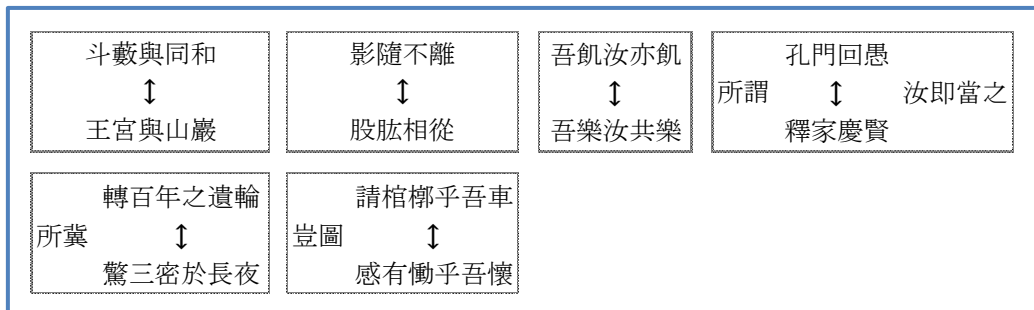 斗藪與同和
↕
王宮與山巖
影隨不離
↕
股肱相從
吾飢汝亦飢
↕
吾樂汝共樂
孔門回愚
所謂 ↕ 汝即當之
釋家慶賢
轉百年之遺輪
所冀 ↕
驚三密於長夜
請棺槨乎吾車
豈圖 ↕
感有慟乎吾懷